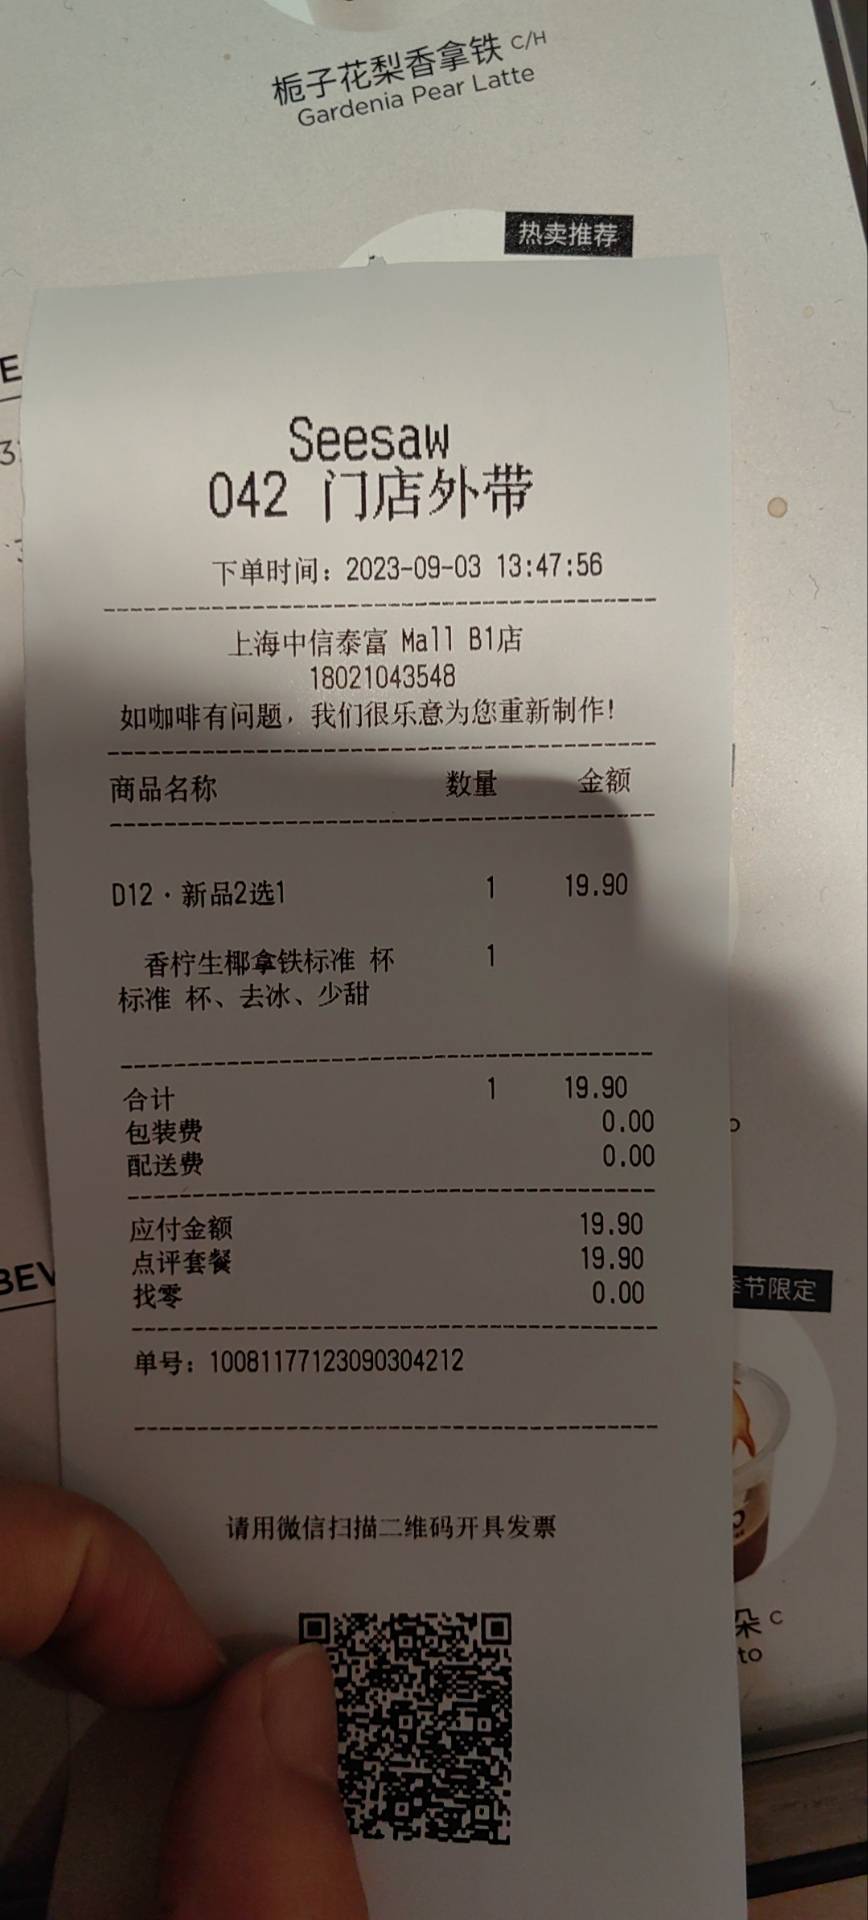 栀子花梨香拿铁 C/H
Gardenia Pear Latte
热卖推荐
Seesaw
042 门店外带
下单时间：2023-09-03 13:47:56
上海中信泰富 Mall B1店
18021043548
如咖啡有问题，我们很乐意为您重新制作!
商品名称 数量 金额
D12·新品2选1 1 19.90
香柠生椰拿铁标准 杯 1
标准 杯、去冰、少甜
合计 1 19.90
包装费 0.00
配送费 0.00
应付金额 19.90
点评套餐 19.90
找零 0.00
季节限定
单号：10081177123090304212
请用微信扫描二维码开具发票
朵 C
to